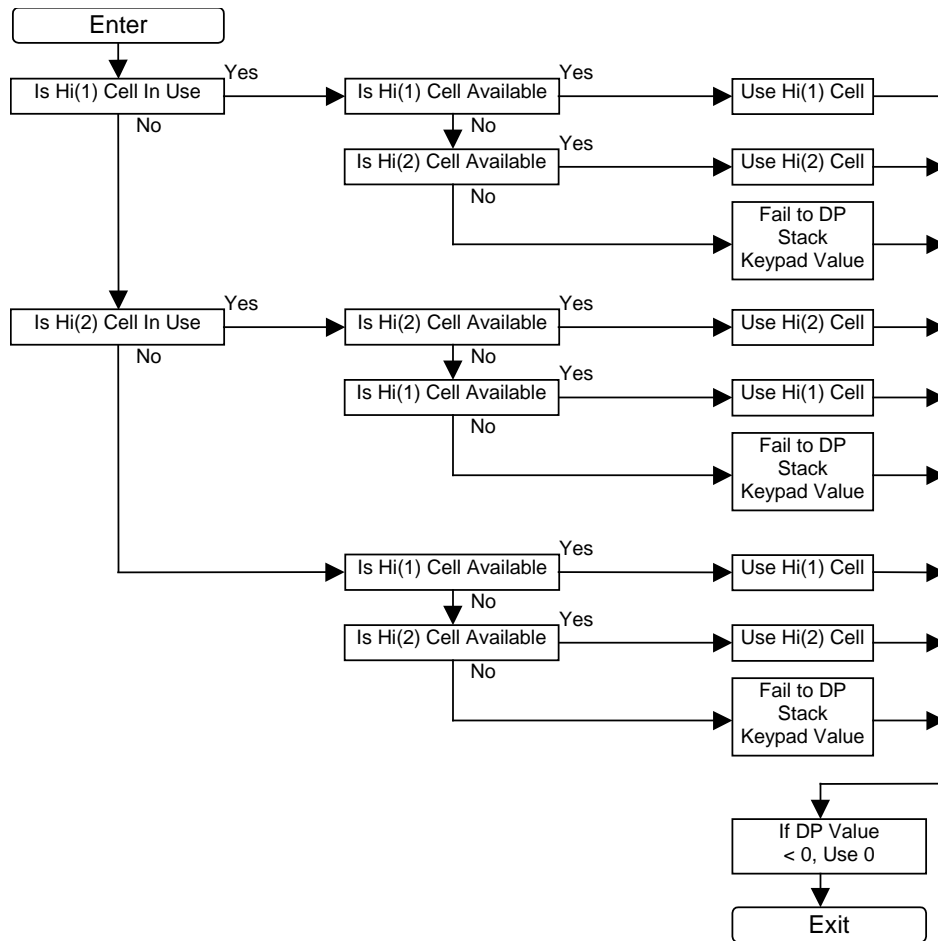 Enter
Yes
Yes
Is Hi(1) Cell In Use
Is Hi(1) Cell Available
Use Hi(1) Cell
No
No
Yes
Is Hi(2) Cell Available
Use Hi(2) Cell
No
Fail to DP
Stack
Keypad Value
Yes
Yes
Is Hi(2) Cell In Use
Is Hi(2) Cell Available
Use Hi(2) Cell
No
No
Yes
Is Hi(1) Cell Available
Use Hi(1) Cell
No
Fail to DP
Stack
Keypad Value
Yes
Is Hi(1) Cell Available
Use Hi(1) Cell
No
Yes
Is Hi(2) Cell Available
Use Hi(2) Cell
No
Fail to DP
Stack
Keypad Value
If DP Value
< 0, Use 0
Exit